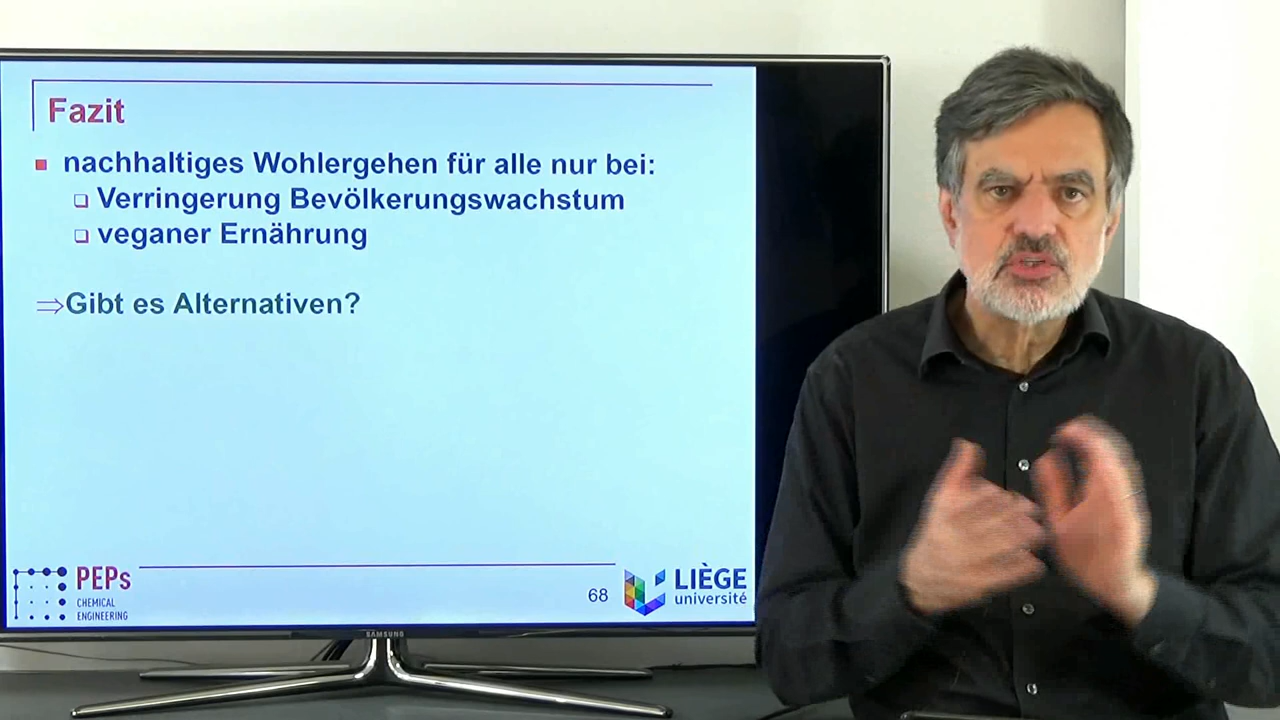 Fazit
nachhaltiges Wohlergehen für alle nur bei:
Verringerung Bevölkerungswachstum
veganer Ernährung
⇒Gibt es Alternativen?
PEPs
CHEMICAL
ENGINEERING
68
LIÈGE
université
SAMSUNG